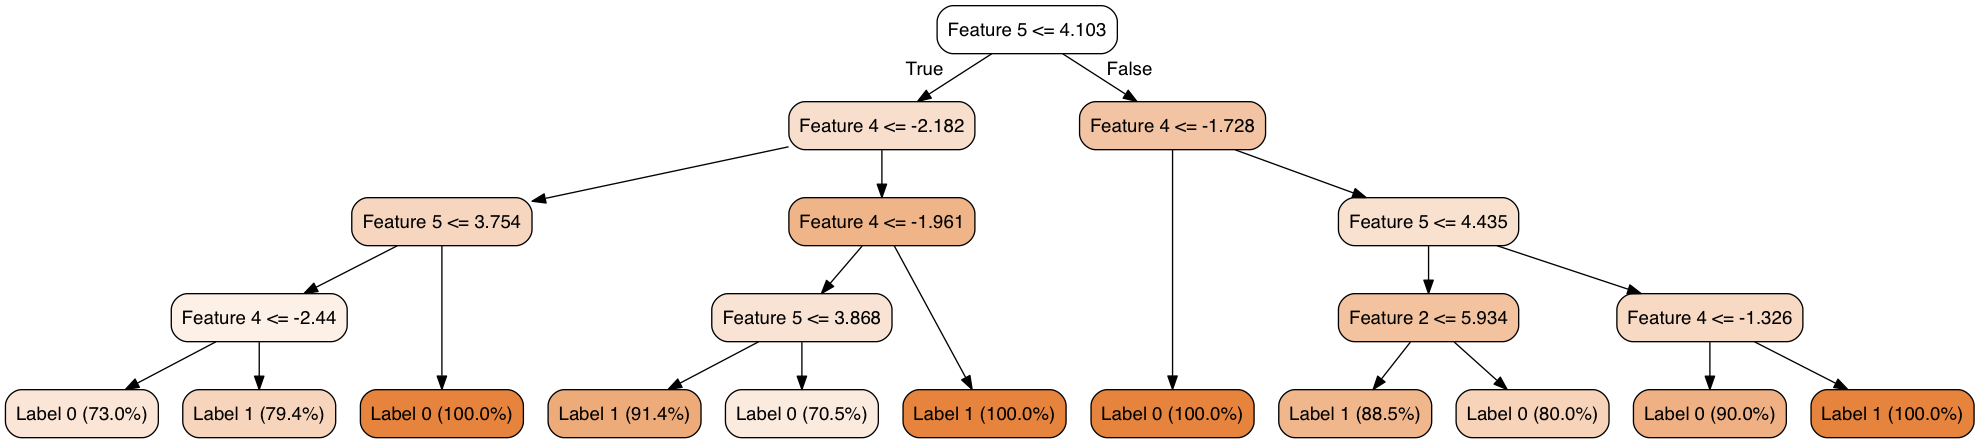 Feature 5 <= 4.103
True
False
Feature 4 <= -2.182
Feature 4 <= -1.728
Feature 5 <= 3.754
Feature 4 <= -1.961
Feature 5 <= 4.435
Feature 4 <= -2.44
Feature 5 <= 3.868
Feature 2 <= 5.934
Feature 4 <= -1.326
Label 0 (73.0%)
Label 1 (79.4%)
Label 0 (100.0%)
Label 1 (91.4%)
Label 0 (70.5%)
Label 1 (100.0%)
Label 0 (100.0%)
Label 1 (88.5%)
Label 0 (80.0%)
Label 0 (90.0%)
Label 1 (100.0%)